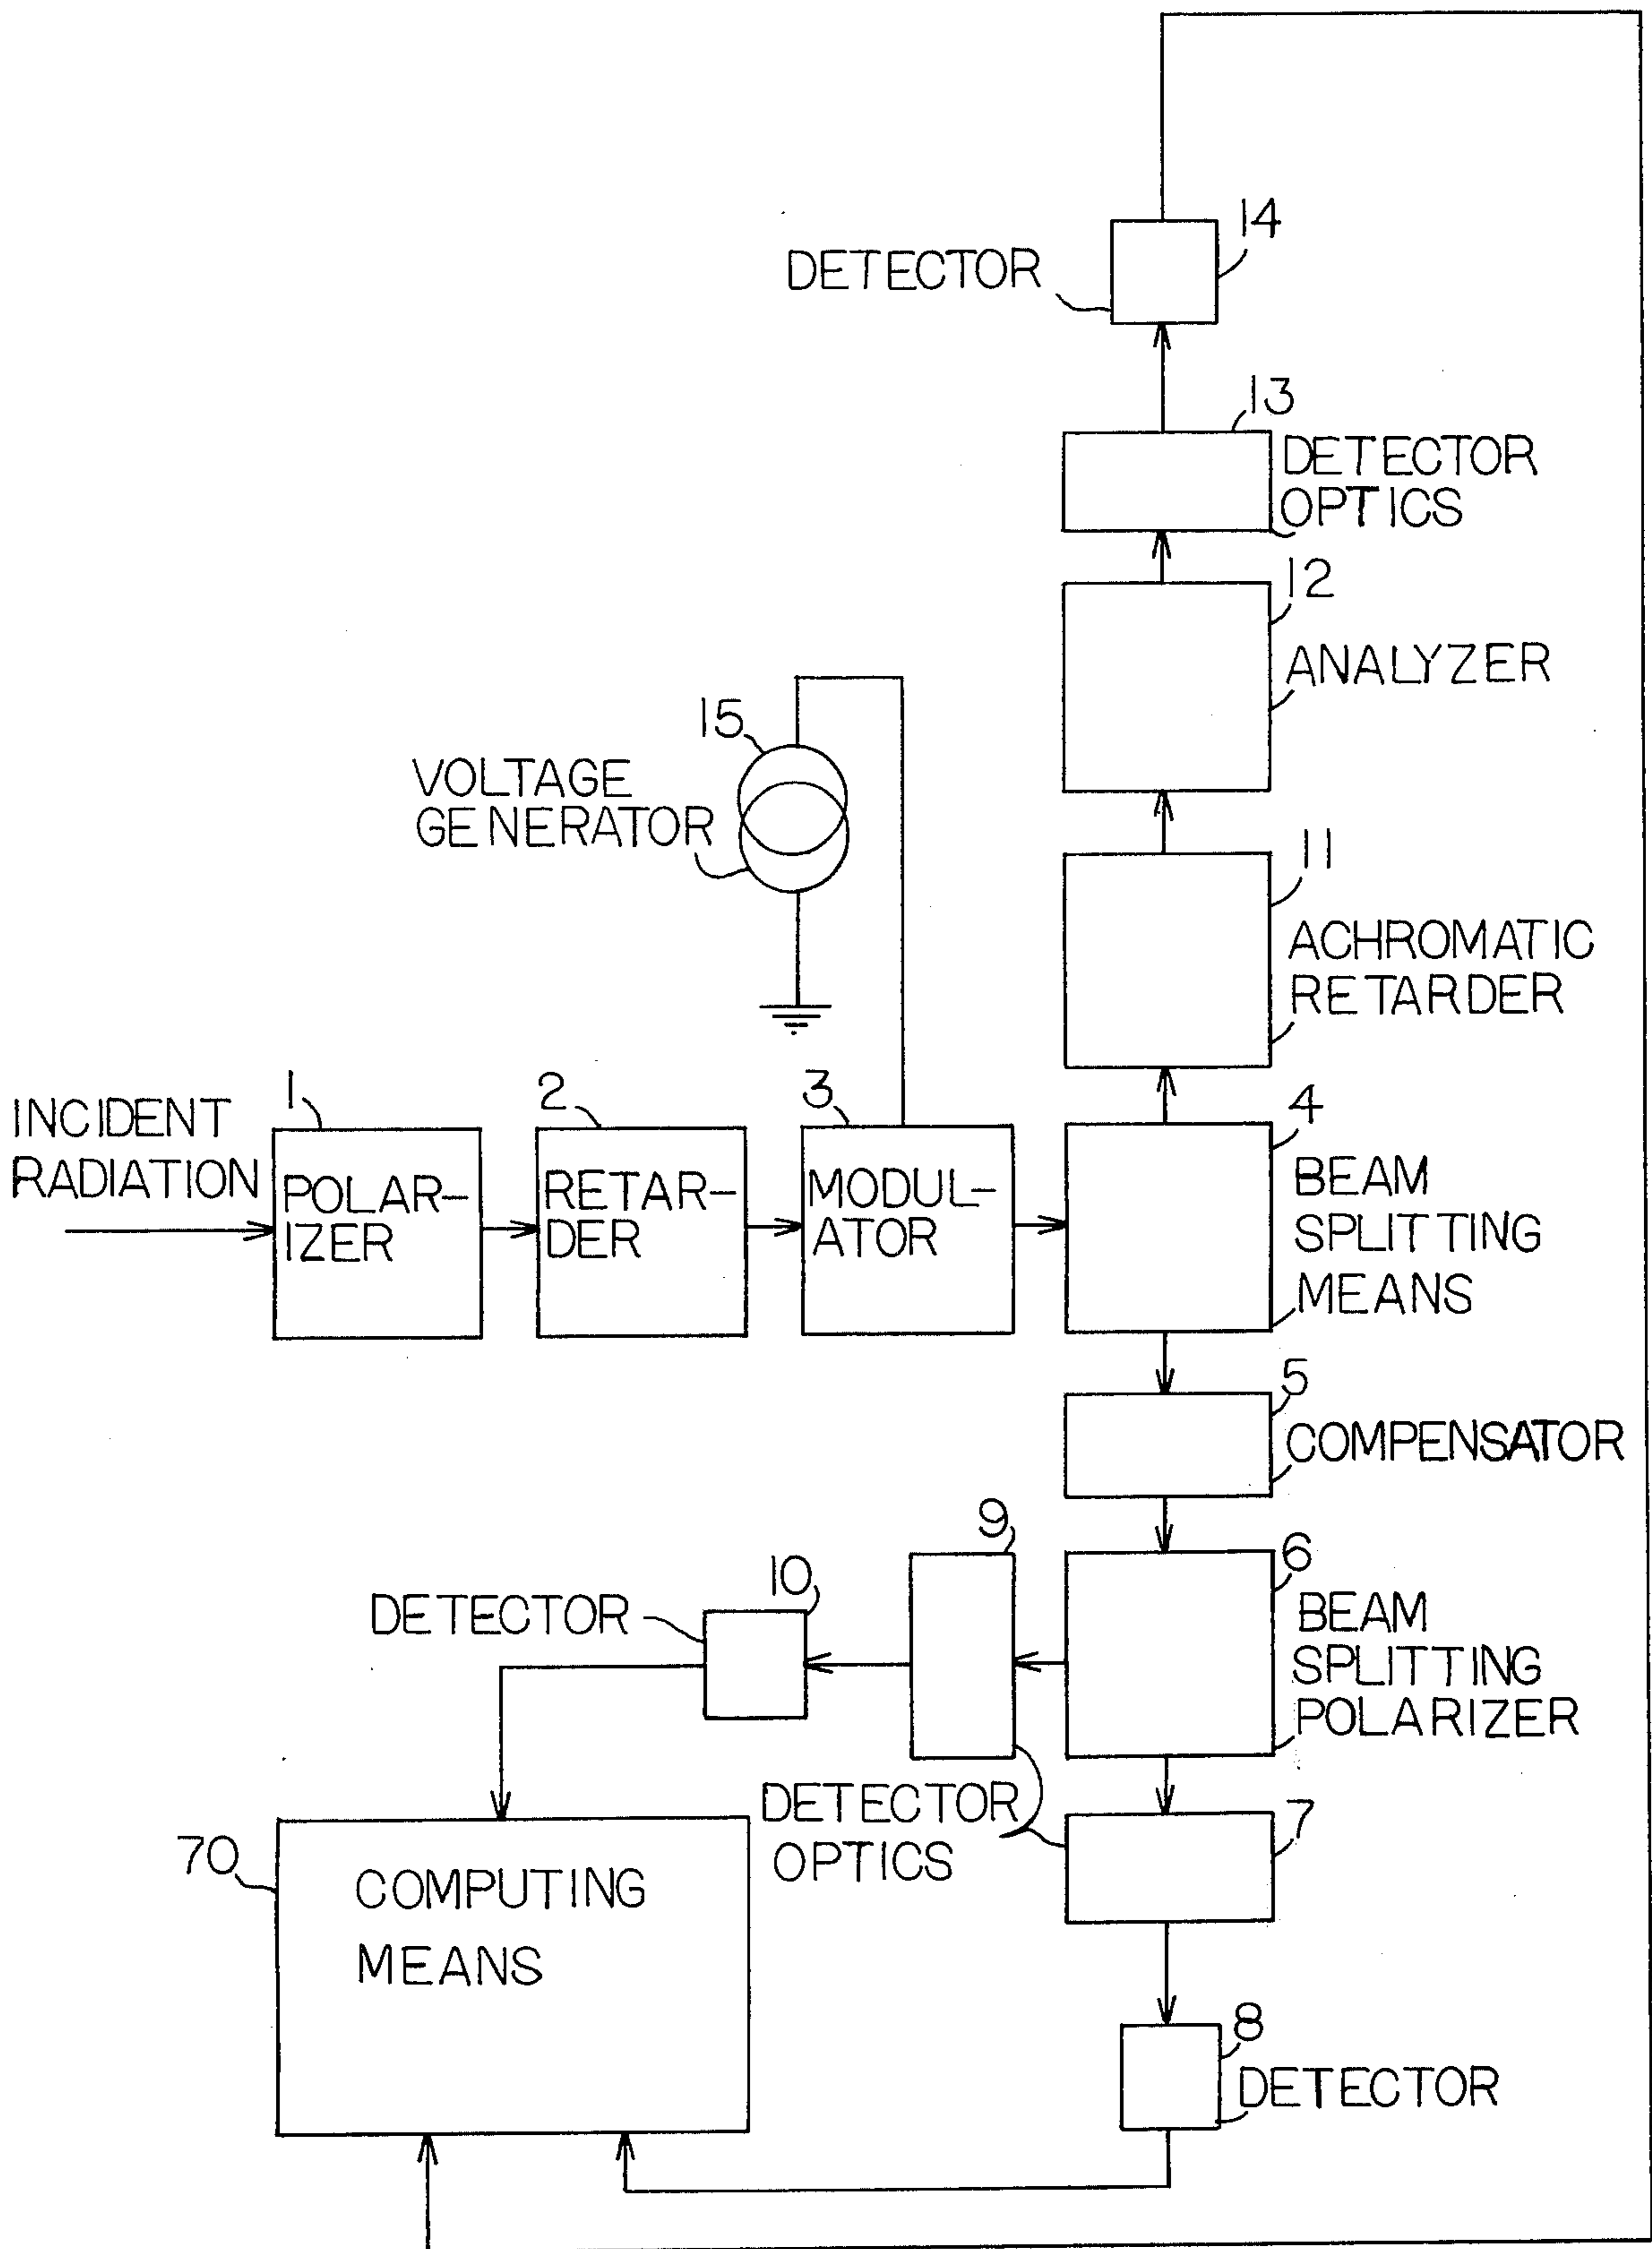 14
DETECTOR
13
DETECTOR
OPTICS
12
ANALYZER
15
VOLTAGE
GENERATOR
11
ACHROMATIC
RETARDER
INCIDENT
RADIATION
1
POLAR-
IZER
2
RETAR-
DER
3
MODUL-
ATOR
4
BEAM
SPLITTING
MEANS
5
COMPENSATOR
9
6
BEAM
SPLITTING
POLARIZER
10
DETECTOR
DETECTOR
OPTICS
7
70
COMPUTING
MEANS
8
DETECTOR